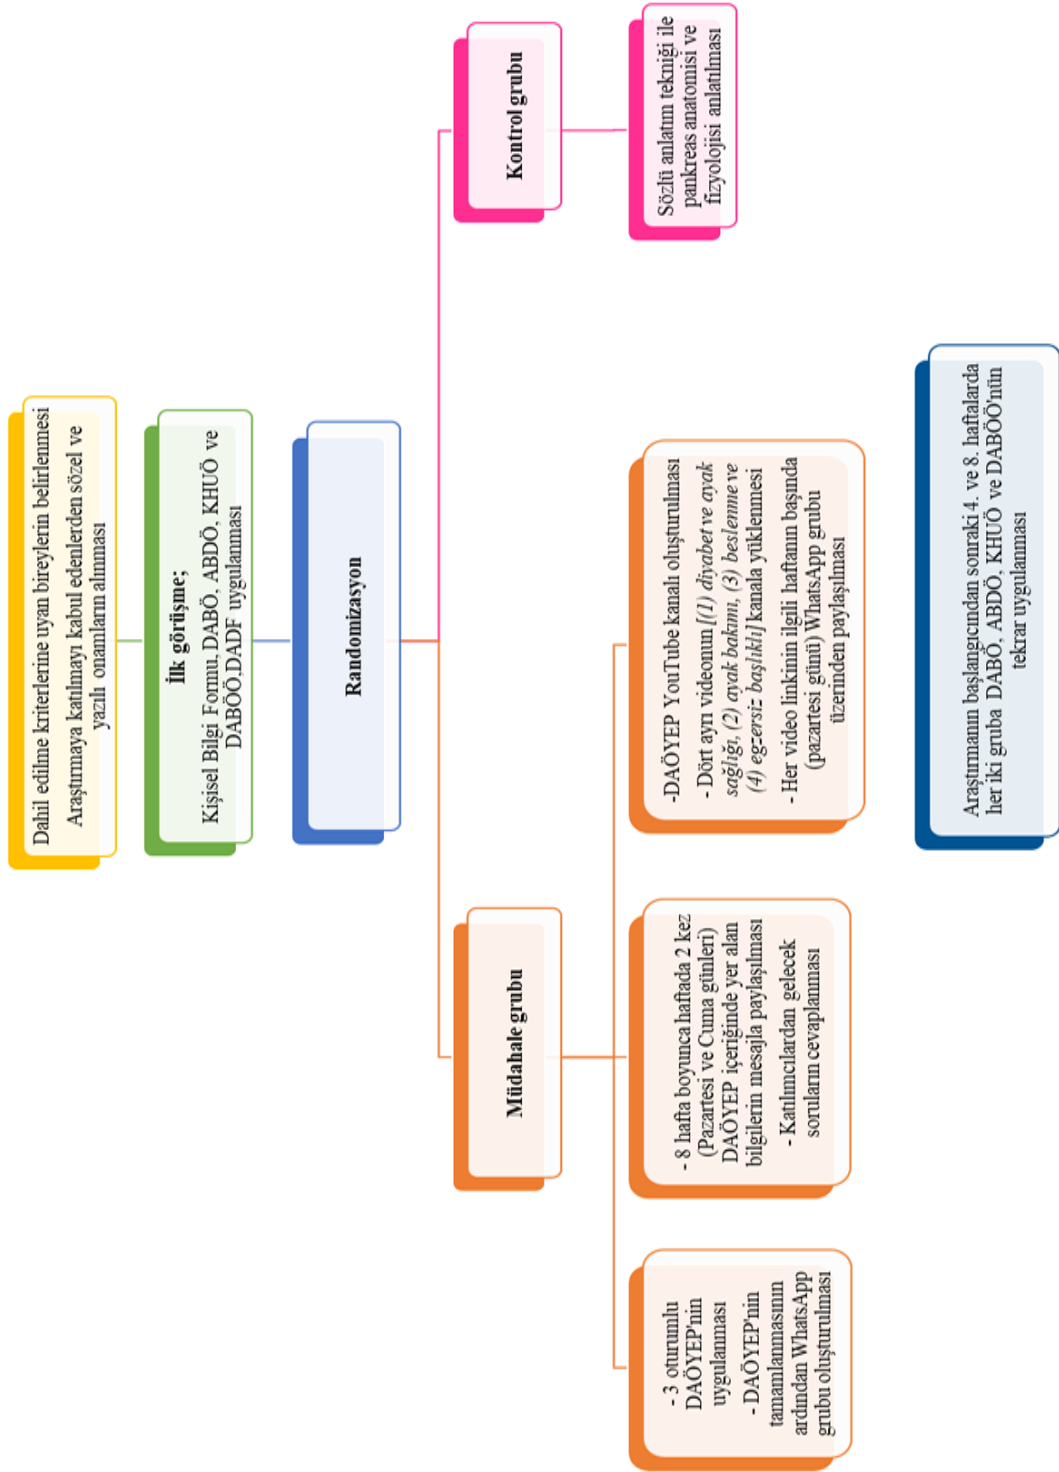 Dahil edilme kriterlerine uyan bireylerin belirlenmesi
Araştırmaya katılmayı kabul edenlerden sözel ve
yazılı onamların alınması
İlk görüşme;
Kişisel Bilgi Formu, DABÖ, ABDÖ, KHUÖ ve
DABÖÖ,DADF uygulanması
Randomizasyon
Müdahale grubu
Kontrol grubu
- 3 oturumlu
DAÖYEP'nin
uygulanması
- DAÖYEP'nin
tamamlanmasının
ardından WhatsApp
grubu oluşturulması
- 8 hafta boyunca haftada 2 kez
(Pazartesi ve Cuma günleri)
DAÖYEP içeriğinde yer alan
bilgilerin mesajla paylaşılması
- Katılımcılardan gelecek
soruların cevaplanması
-DAÖYEP YouTube kanalı oluşturulması
- Dört ayrı videonun [(1) diyabet ve ayak
sağlığı, (2) ayak bakımı, (3) beslenme ve
(4) egzersiz başlıklı] kanala yüklenmesi
- Her video linkinin ilgili haftanın başında
(pazartesi günü) WhatsApp grubu
üzerinden paylaşılması
Sözlü anlatım tekniği ile
pankreas anatomisi ve
fizyolojisi anlatılması
Araştırmanın başlangıcından sonraki 4. ve 8. haftalarda
her iki gruba DABÖ, ABDÖ, KHUÖ ve DABÖÖ'nün
tekrar uygulanması